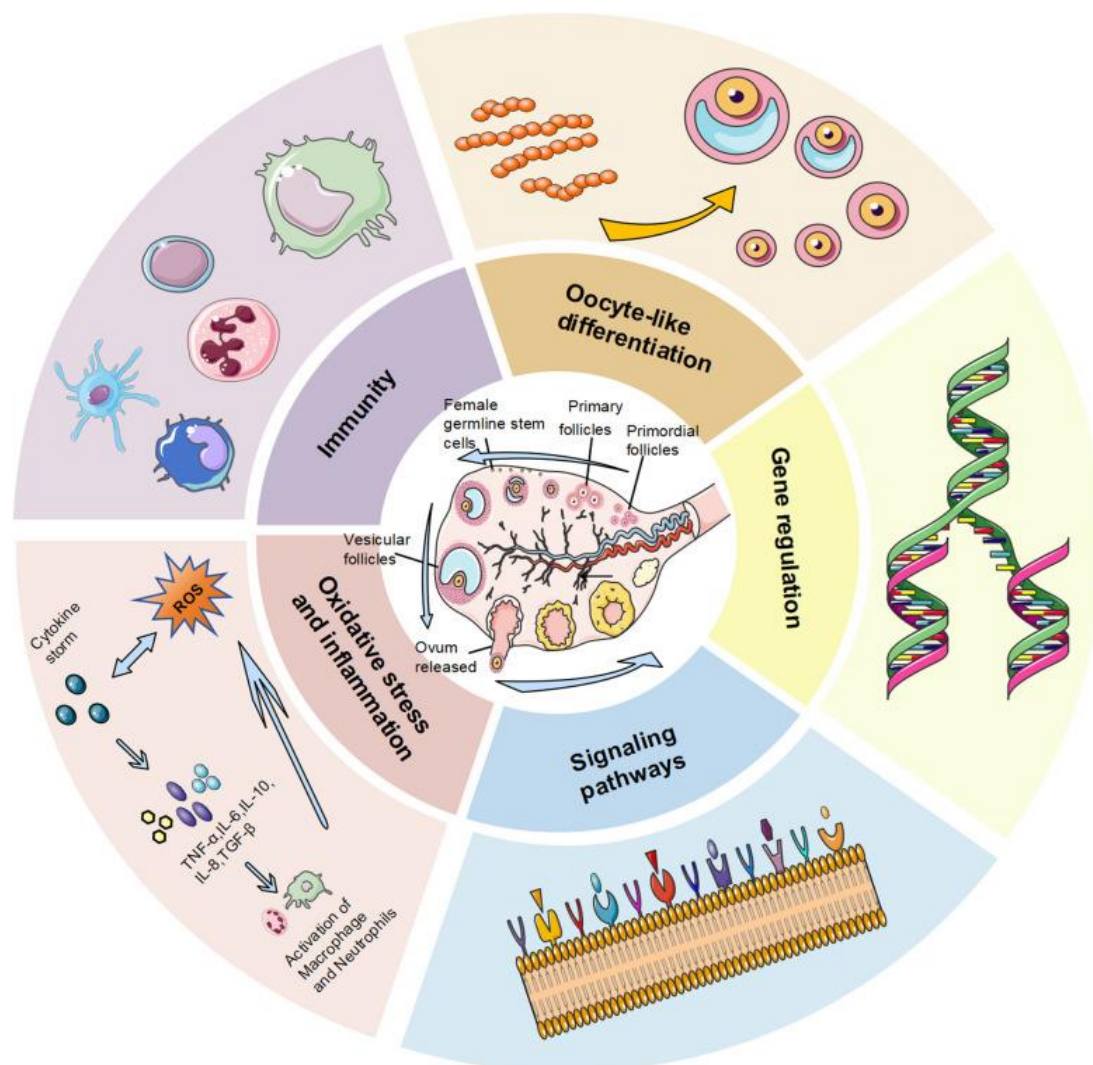 Oocyte-like
differentiation
Immunity
Gene regulation
Female
germline stem
cells
Primary
follicles
Primordial
follicles
Vesicular
follicles
Ovum
released
Oxidative stress
and inflammation
Signaling
pathways
ROS
Cytokine
storm
TNF-α,IL-6,IL-10,
IL-8,TGF-β
Activation of
Macrophage
and Neutrophils